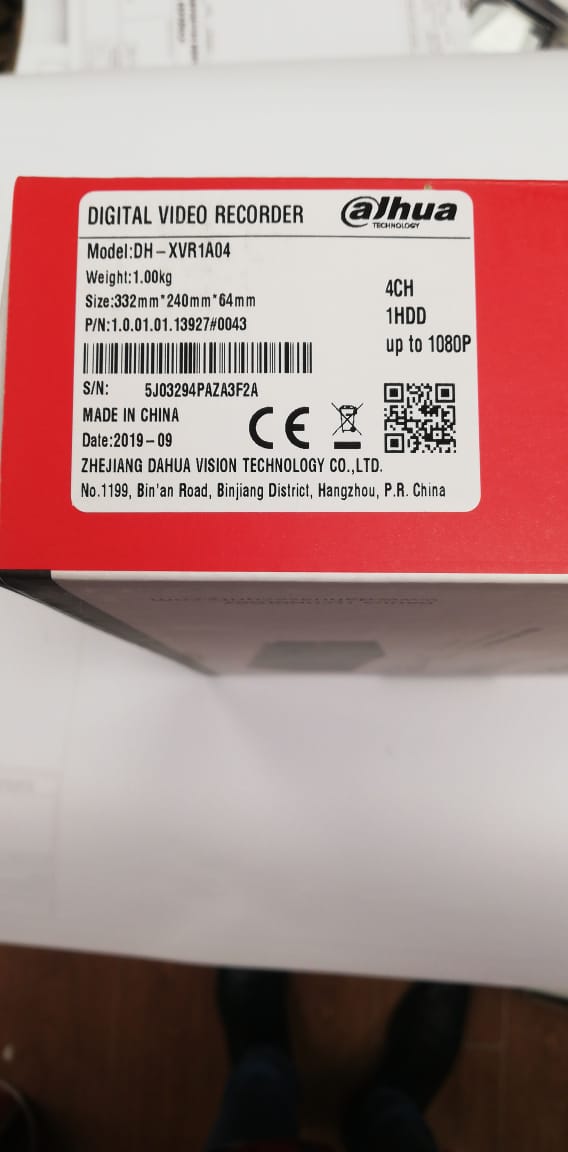 DIGITAL VIDEO RECORDER
alhua
TECHNOLOGY
Model:DH-XVR1A04
Weight:1.00kg
Size:332mm*240mm*64mm
P/N:1.0.01.01.13927#0043
4CH
1HDD
up to 1080P
S/N: 5J03294PAZA3F2A
MADE IN CHINA
Date:2019-09
CE
ZHEJIANG DAHUA VISION TECHNOLOGY CO.,LTD.
No.1199, Bin'an Road, Binjiang District, Hangzhou, P.R. China